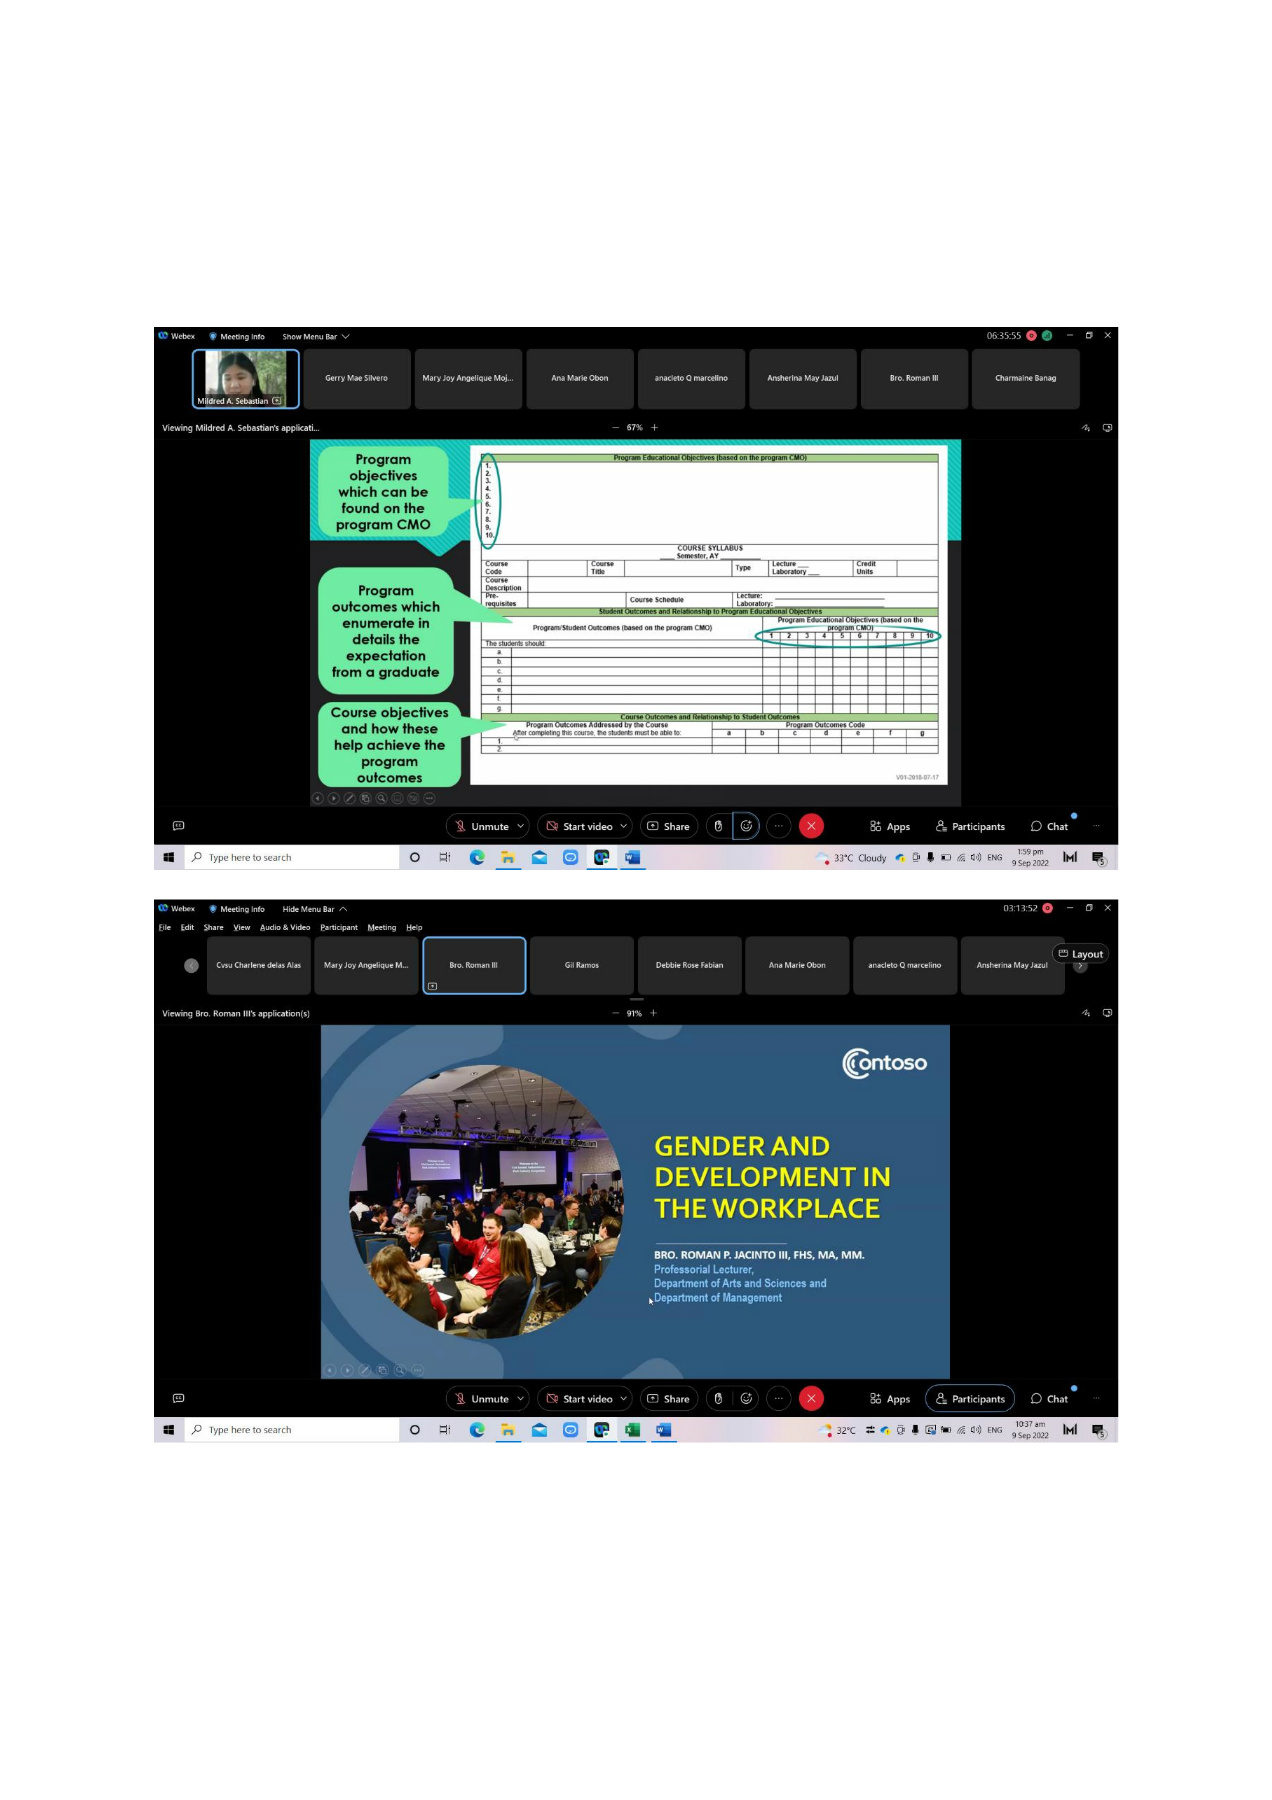 Webex Meeting Info Show Menu Bar
06:35:55
Mildred A. Sebastian
Gerry Mae Silvero
Mary Joy Angelique Moj...
Ana Marie Obon
anacleto Q marcelino
Ansherina May Jazul
Bro. Roman III
Charmaine Banag
Viewing Mildred A. Sebastian's applicati...
— 67% +
Program
objectives
which can be
found on the
program CMO
Program
outcomes which
enumerate in
details the
expectation
from a graduate
Course objectives
and how these
help achieve the
program
outcomes
Program Educational Objectives (based on the program CMO)
1.
2.
3.
4.
5.
6.
7.
8.
9.
10.
COURSE SYLLABUS
____ Semester, AY ________
Course Code
Course Title
Type
Lecture ___
Laboratory ___
Credit Units
Course Description
Pre-requisites
Course Schedule
Lecture:
Laboratory:
Student Outcomes and Relationship to Program Educational Objectives
Program/Student Outcomes (based on the program CMO)
Program Educational Objectives (based on the
program CMO)
1 2 3 4 5 6 7 8 9 10
The students should:
a.
b.
c.
d.
e.
f.
g.
Course Outcomes and Relationship to Student Outcomes
Program Outcomes Addressed by the Course
Program Outcomes Code
After completing this course, the students must be able to:
a b c d e f g
1.
2.
V01-2018-07-17
Unmute Start video Share Apps Participants Chat
Type here to search
33°C Cloudy ENG
1:59 pm
9 Sep 2022
5
Webex Meeting Info Hide Menu Bar
03:13:52
File Edit Share View Audio & Video Participant Meeting Help
Cvsu Charlene delas Alas
Mary Joy Angelique M...
Bro. Roman III
Gil Ramos
Debbie Rose Fabian
Ana Marie Obon
anacleto Q marcelino
Ansherina May Jazul
Layout
Viewing Bro. Roman III's application(s)
— 91% +
Contoso
GENDER AND
DEVELOPMENT IN
THE WORKPLACE
BRO. ROMAN P. JACINTO III, FHS, MA, MM.
Professorial Lecturer,
Department of Arts and Sciences and
Department of Management
Unmute Start video Share Apps Participants Chat
Type here to search
32°C ENG
10:37 am
9 Sep 2022
5